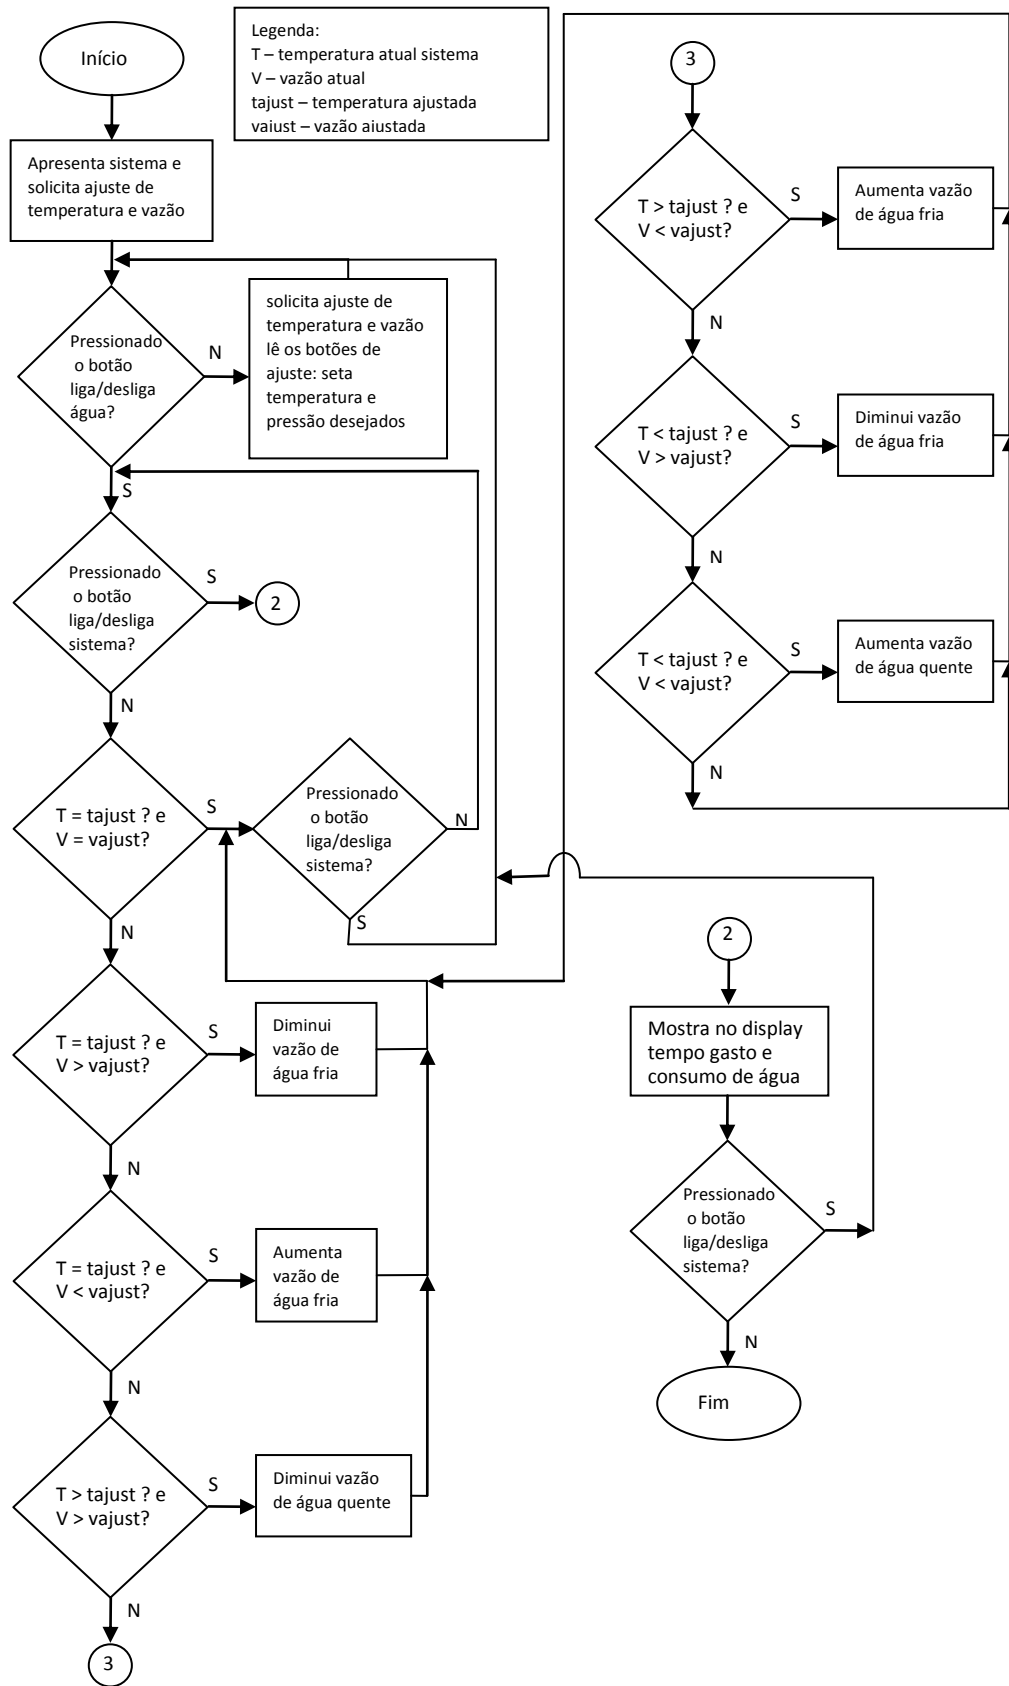 Início
Legenda:
T – temperatura atual sistema
V – vazão atual
tajust – temperatura ajustada
vaiust – vazão aiustada
Apresenta sistema e
solicita ajuste de
temperatura e vazão
Pressionado
o botão
liga/desliga
água?
N
S
solicita ajuste de
temperatura e vazão
lê os botões de
ajuste: seta
temperatura e
pressão desejados
Pressionado
o botão
liga/desliga
sistema?
S
2
N
T = tajust ? e
V = vajust?
S
N
Pressionado
o botão
liga/desliga
sistema?
N
S
T = tajust ? e
V > vajust?
S
N
Diminui
vazão de
água fria
T = tajust ? e
V < vajust?
S
N
Aumenta
vazão de
água fria
T > tajust ? e
V > vajust?
S
N
Diminui vazão
de água quente
3
3
T > tajust ? e
V < vajust?
S
N
Aumenta vazão
de água fria
T < tajust ? e
V > vajust?
S
N
Diminui vazão
de água fria
T < tajust ? e
V < vajust?
S
N
Aumenta vazão
de água quente
2
Mostra no display
tempo gasto e
consumo de água
Pressionado
o botão
liga/desliga
sistema?
S
N
Fim